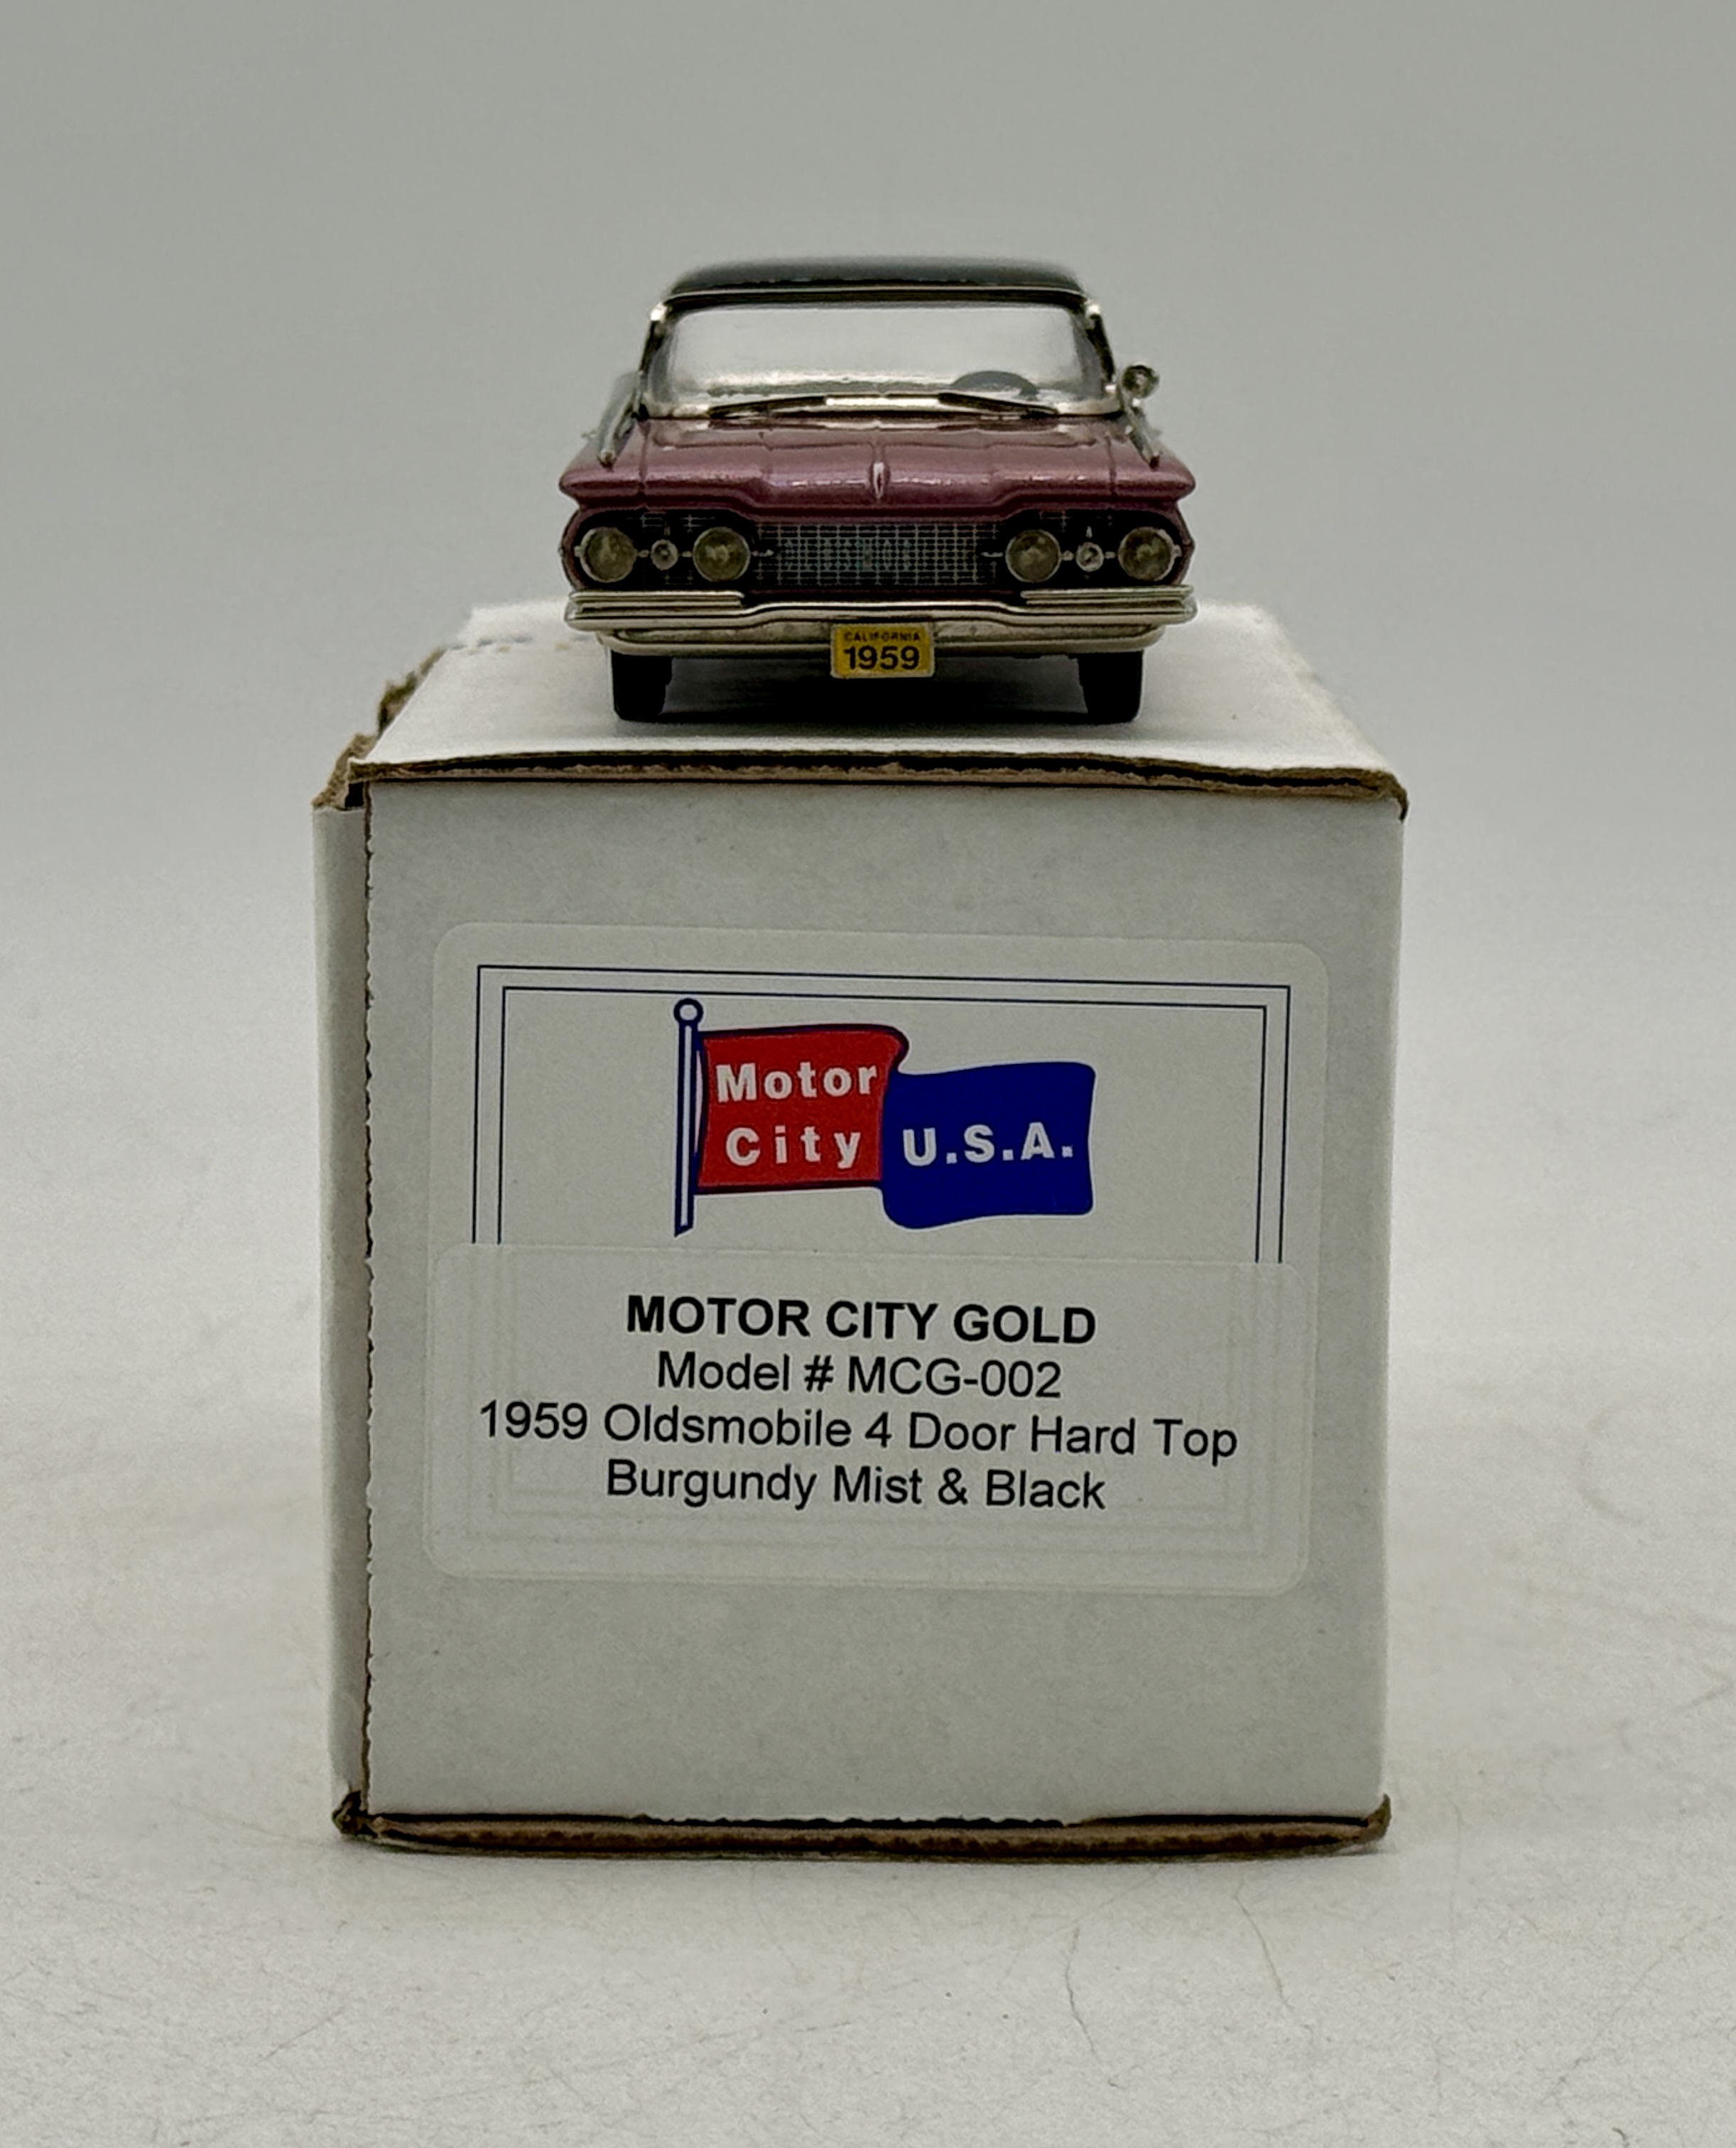 CALIFORNIA
1959
Motor
City
U.S.A.
MOTOR CITY GOLD
Model # MCG-002
1959 Oldsmobile 4 Door Hard Top
Burgundy Mist & Black